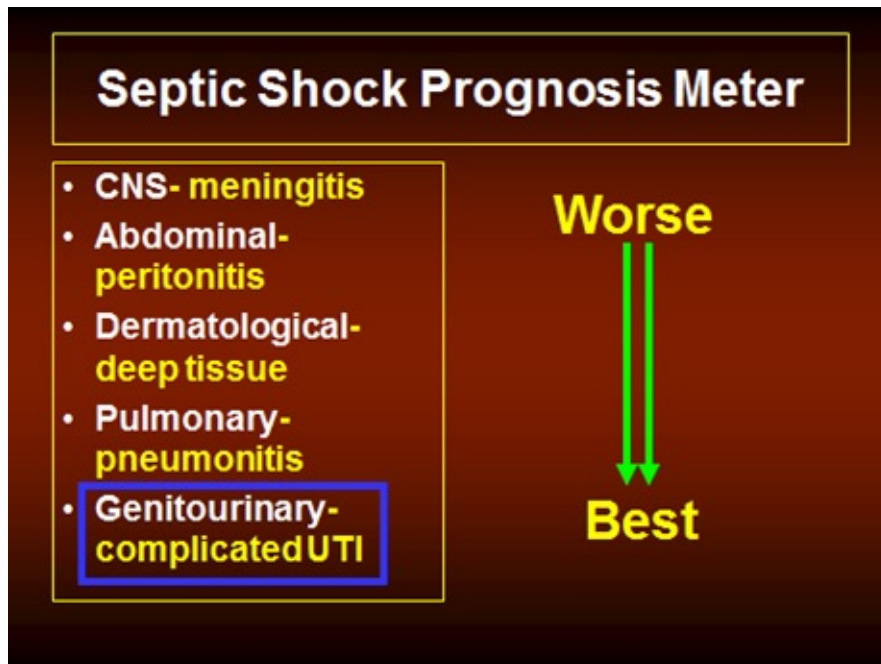 Septic Shock Prognosis Meter
• CNS- meningitis
• Abdominal-
peritonitis
• Dermatological-
deep tissue
• Pulmonary-
pneumonitis
• Genitourinary-
complicated UTI
Worse
Best